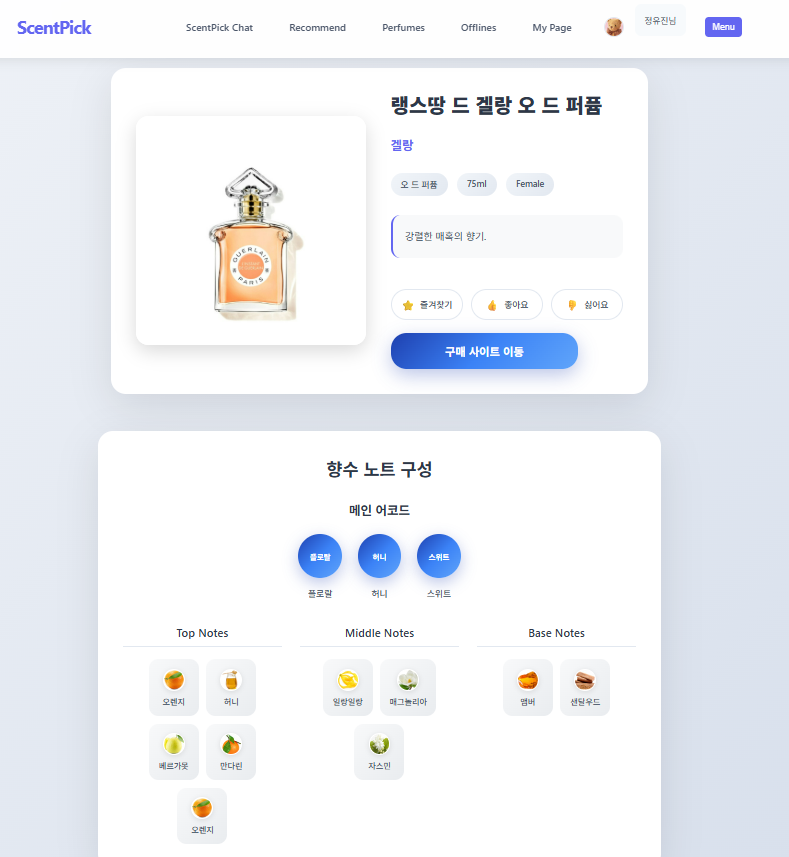 ScentPick
ScentPick Chat
Recommend
Perfumes
Offlines
My Page
정유진님
Menu
랭스땅 드 겔랑 오 드 퍼퓸
겔랑
오 드 퍼퓸
75ml
Female
강렬한 매혹의 향기.
즐겨찾기
좋아요
싫어요
구매 사이트 이동
GUERLAIN
PARIS
향수 노트 구성
메인 어코드
플로랄
허니
스위트
플로랄
허니
스위트
Top Notes
오렌지
허니
베르가못
만다린
오렌지
Middle Notes
일랑일랑
매그놀리아
자스민
Base Notes
앰버
샌달우드